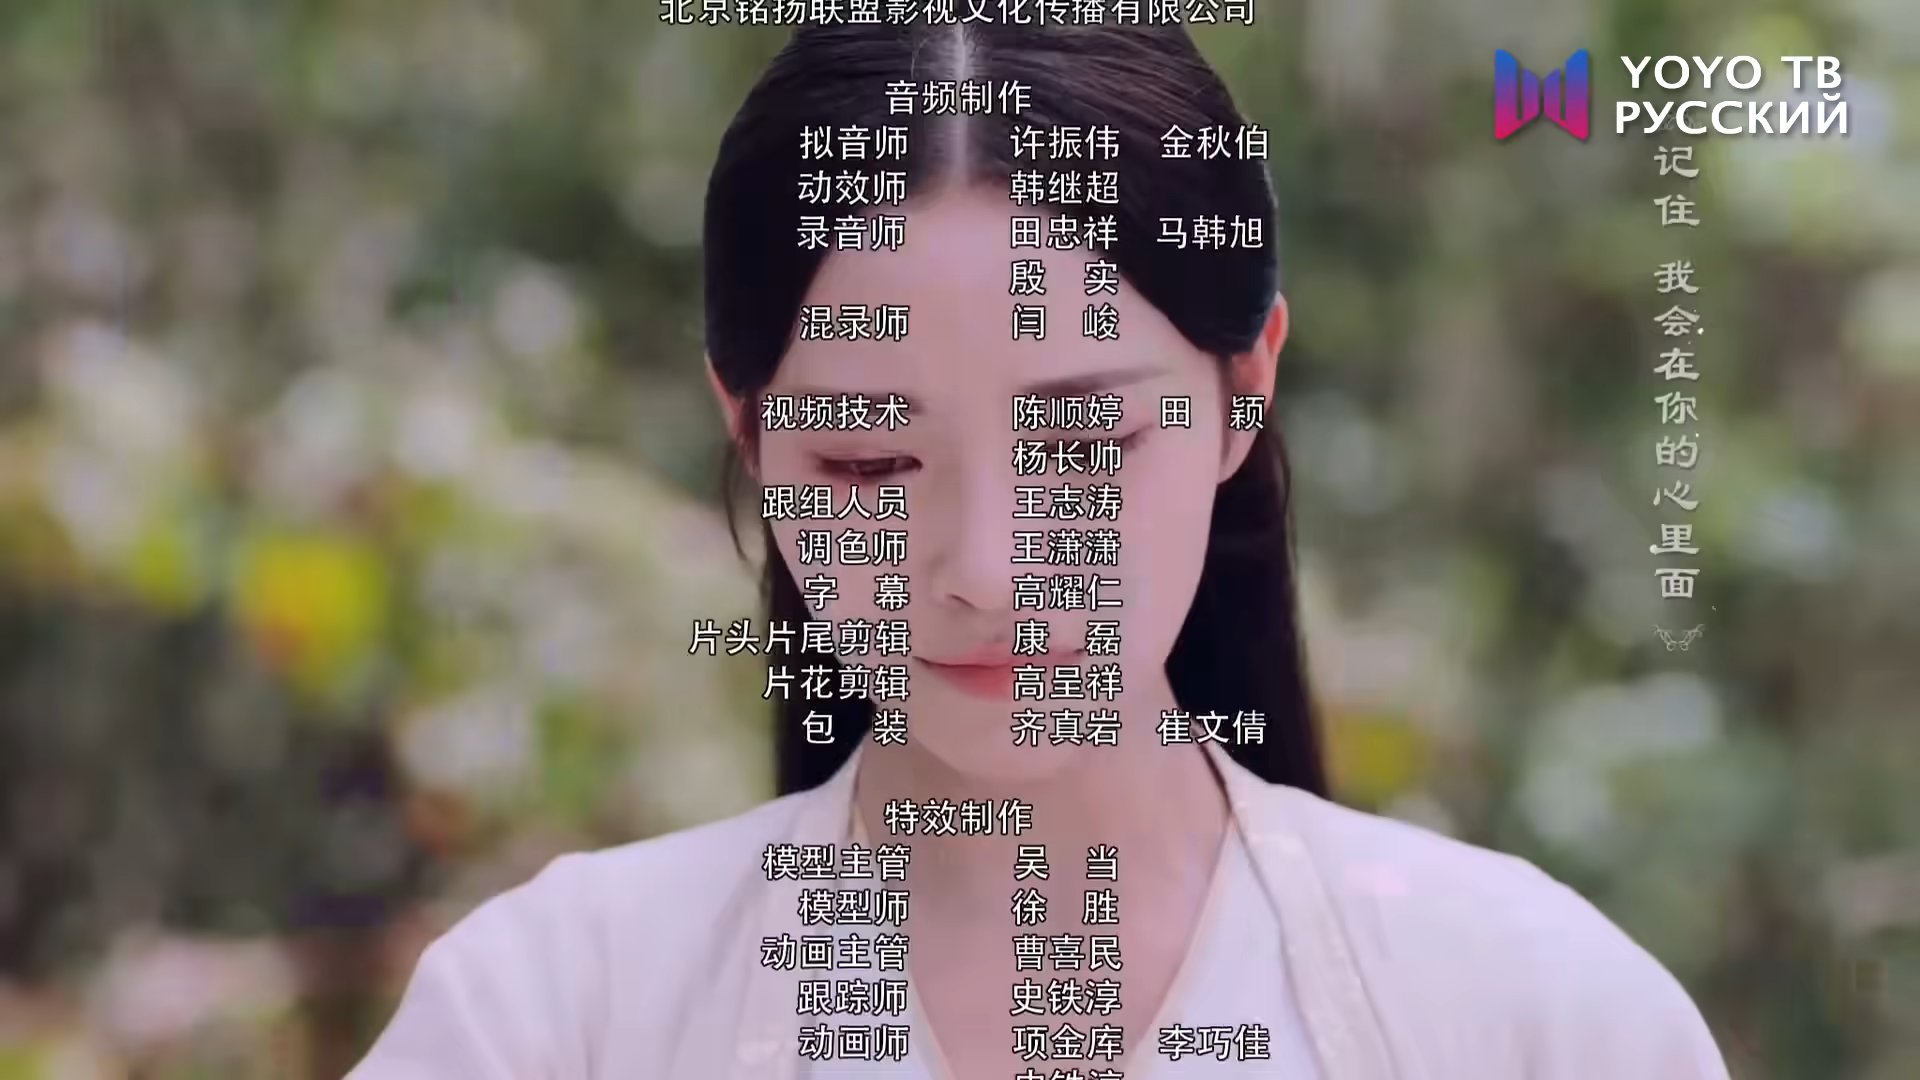 北京铭扬联盟影视文化传播有限公司
音频制作
拟音师 许振伟 金秋伯
动效师 韩继超
录音师 田忠祥 马韩旭
殷 实
混录师 闫 峻
视频技术 陈顺婷 田 颖
杨长帅
跟组人员 王志涛
调色师 王潇潇
字 幕 高耀仁
片头片尾剪辑 康 磊
片花剪辑 高呈祥
包 装 齐真岩 崔文倩
特效制作
模型主管 吴 当
模型师 徐 胜
动画主管 曹喜民
跟踪师 史铁淳
动画师 项金库 李巧佳
史铁淳
YOYO ТВ
РУССКИЙ
记住 我会在你的心里面